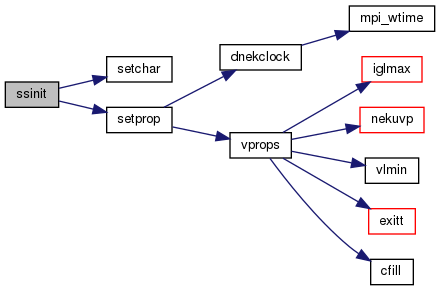 ssinit
setchar
setprop
dnekclock
mpi_wtime
vprops
iglmax
nekuvp
vlmin
exitt
cfill